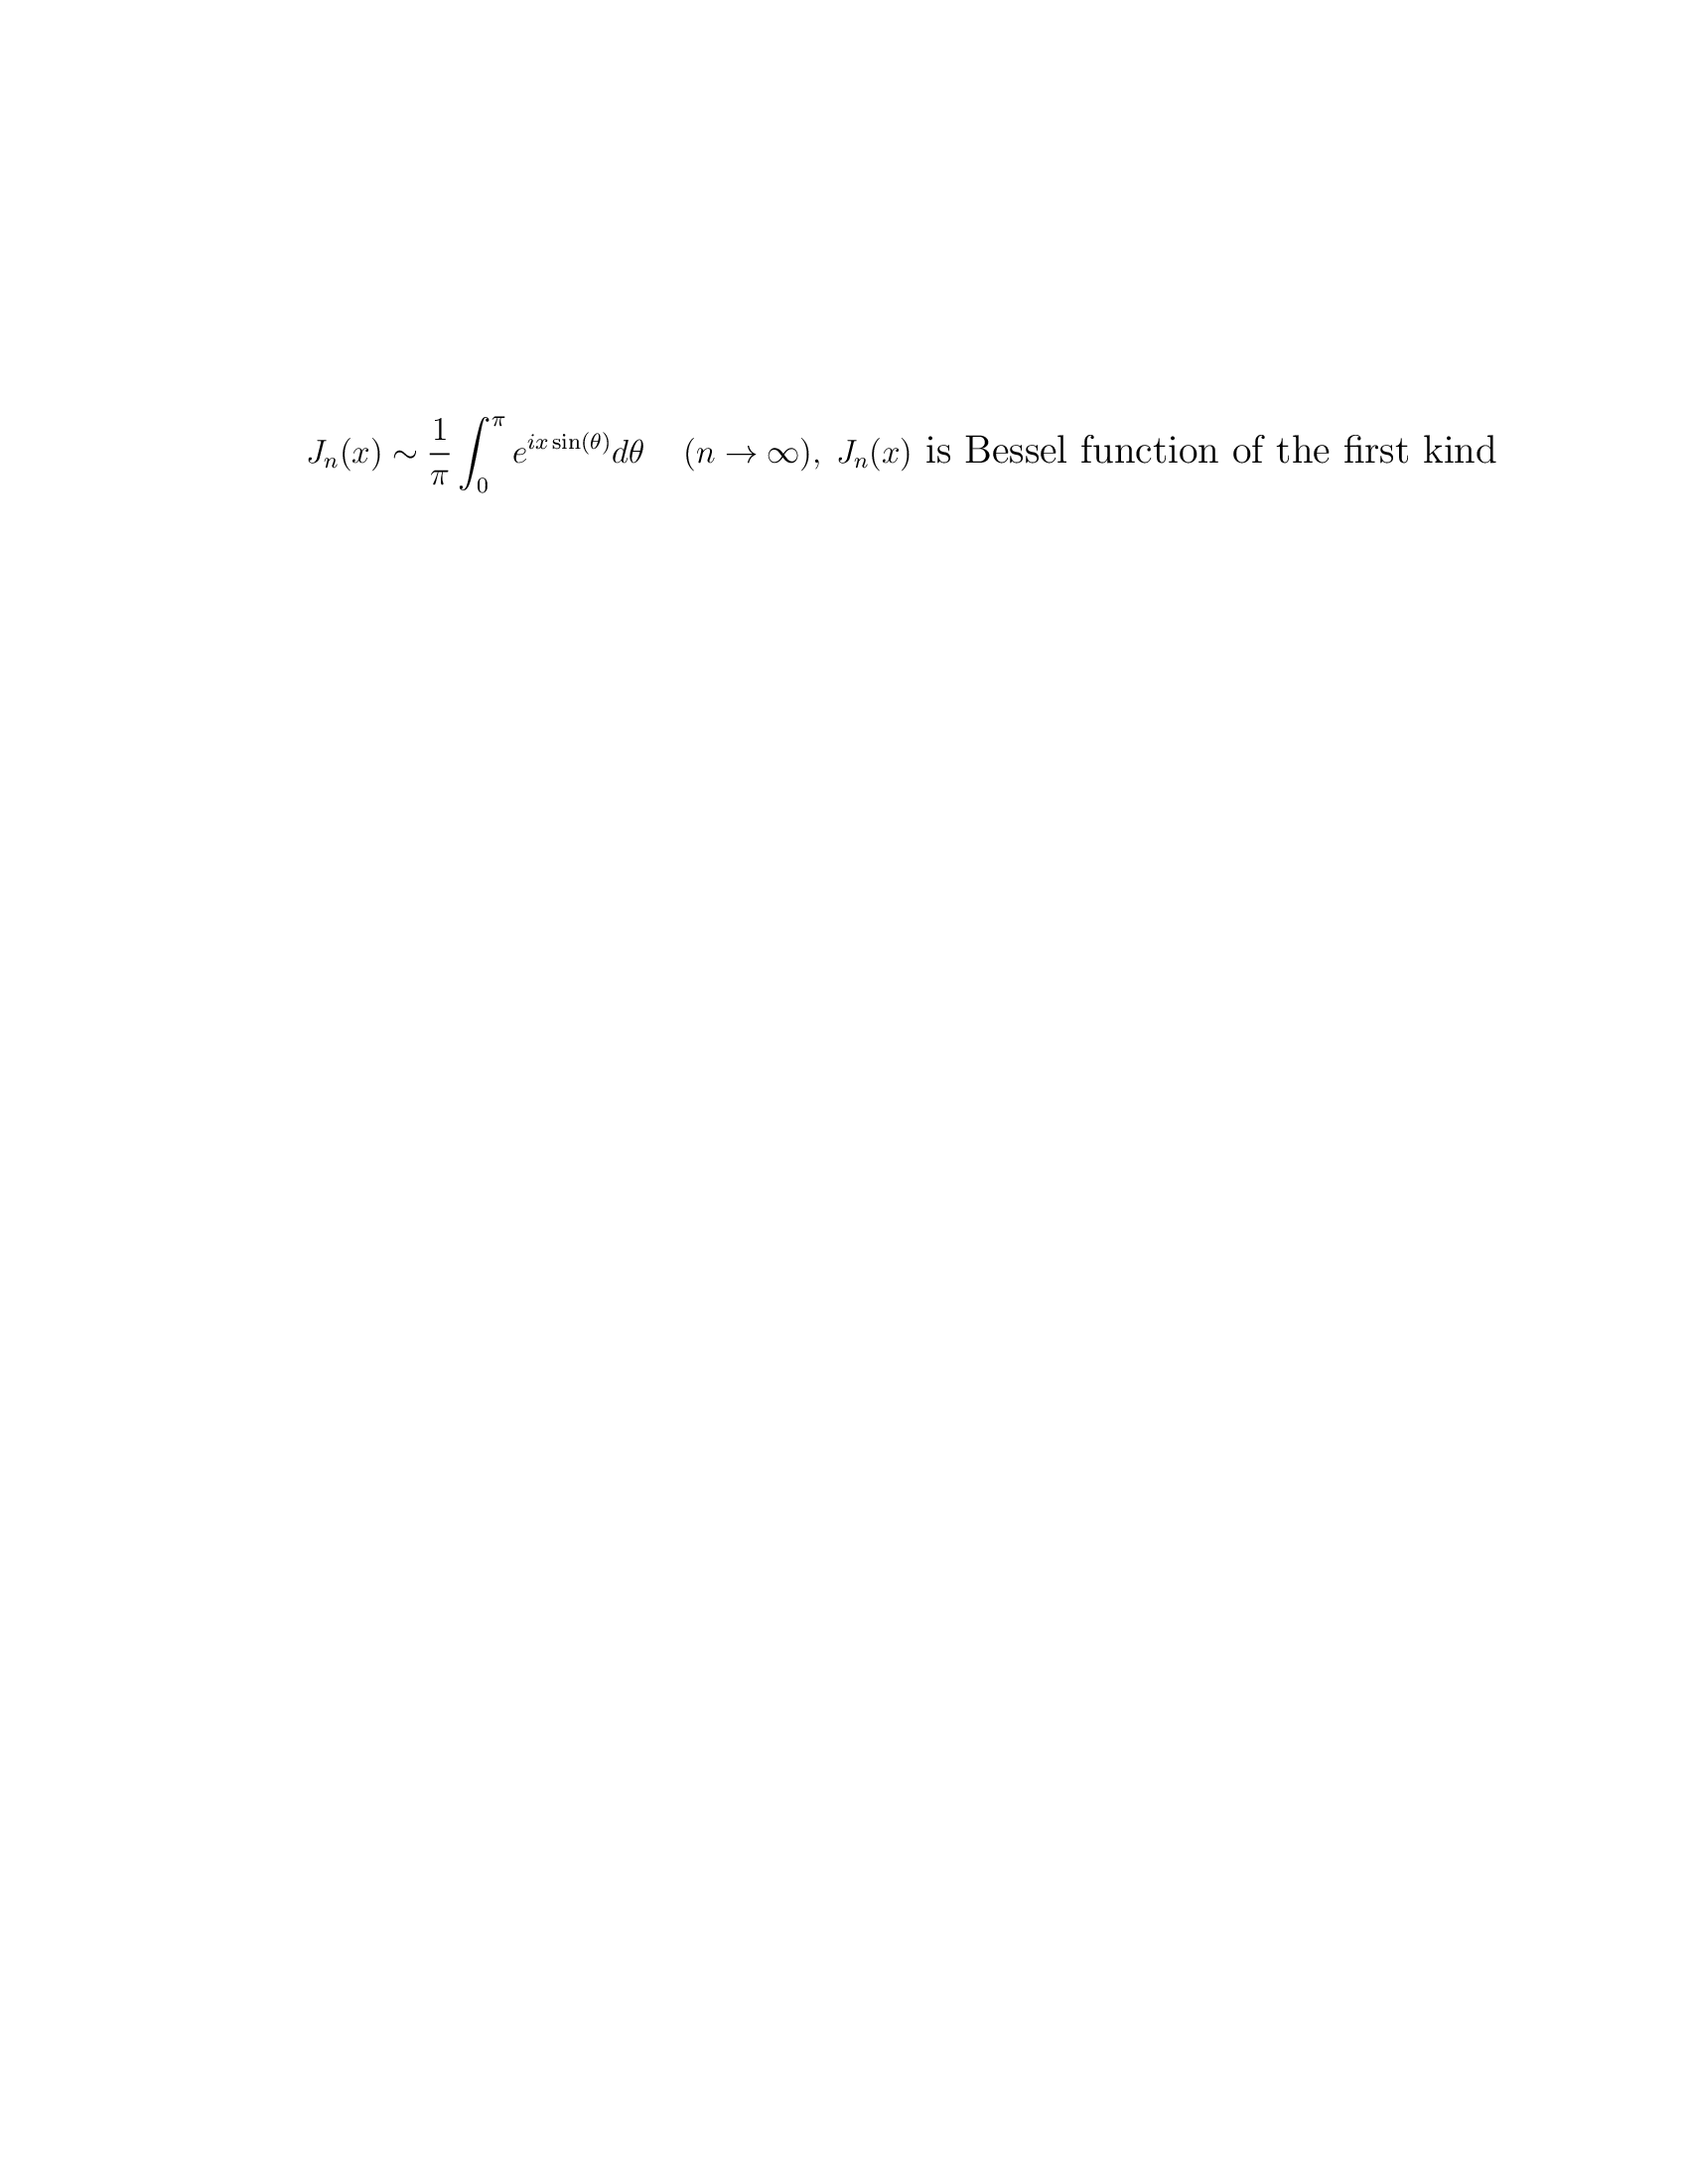 $J_n(x) \sim \frac{1}{\pi} \int_0^{\pi} e^{ix \sin(\theta)} d\theta \quad (n \to \infty), \ J_n(x)$ is Bessel function of the first kind